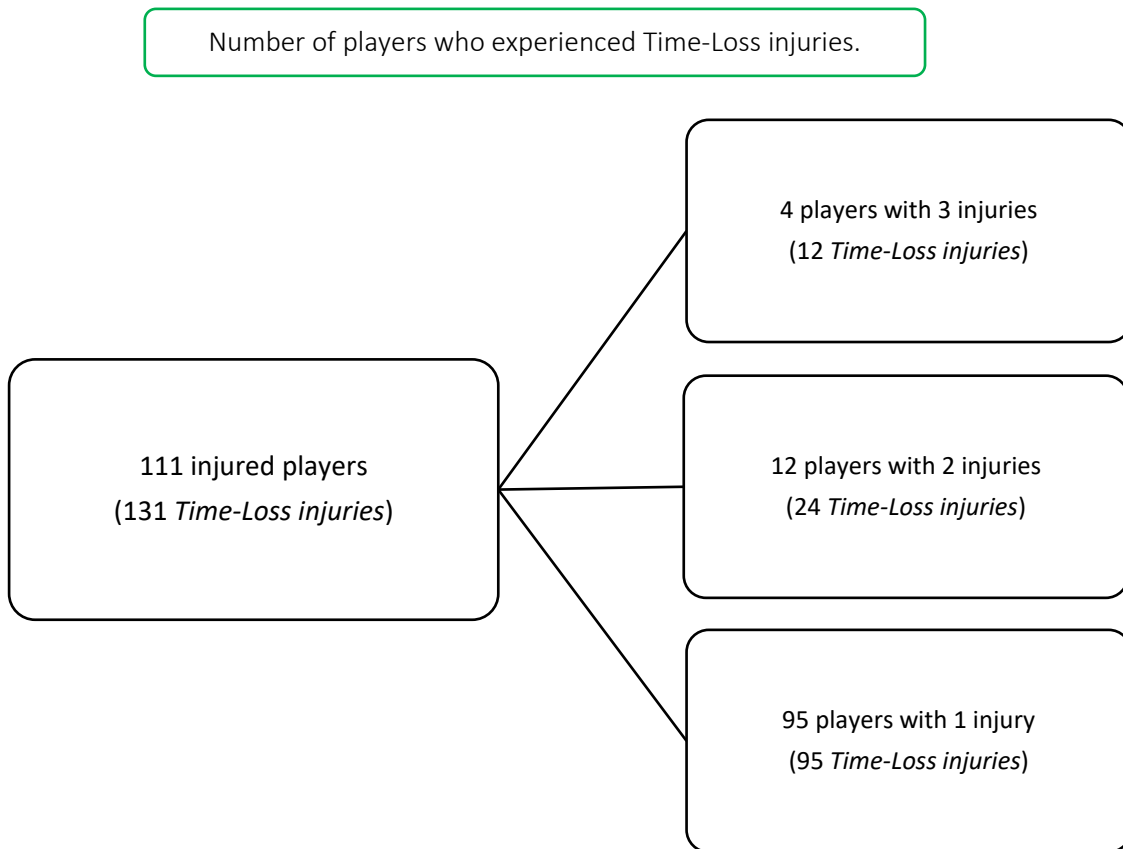 Number of players who experienced Time-Loss injuries.
4 players with 3 injuries
(12 Time-Loss injuries)
111 injured players
(131 Time-Loss injuries)
12 players with 2 injuries
(24 Time-Loss injuries)
95 players with 1 injury
(95 Time-Loss injuries)